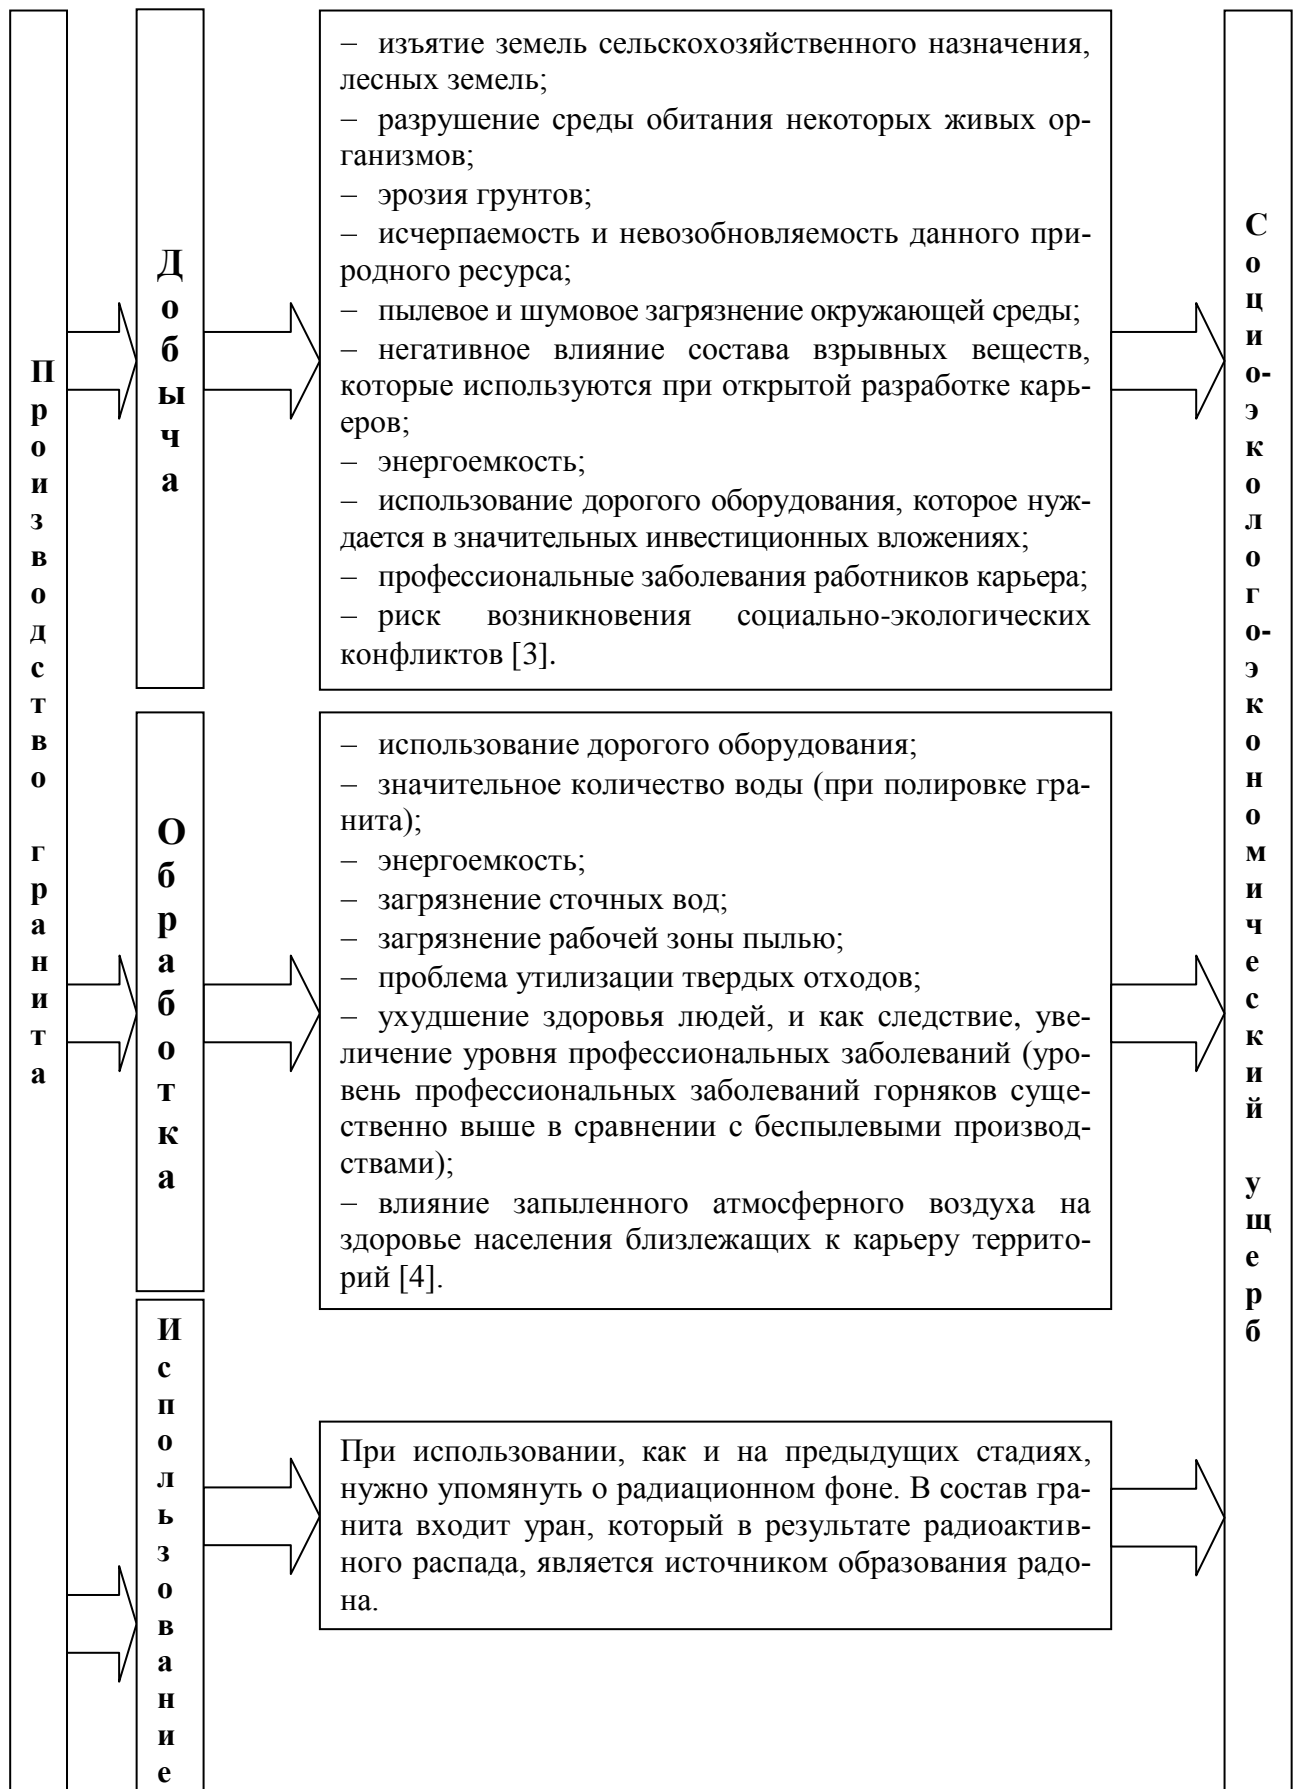 Производство гранита
Добыча
– изъятие земель сельскохозяйственного назначения,
лесных земель;
– разрушение среды обитания некоторых живых ор-
ганизмов;
– эрозия грунтов;
– исчерпаемость и невозобновляемость данного при-
родного ресурса;
– пылевое и шумовое загрязнение окружающей среды;
– негативное влияние состава взрывных веществ,
которые используются при открытой разработке карь-
еров;
– энергоемкость;
– использование дорогого оборудования, которое нуж-
дается в значительных инвестиционных вложениях;
– профессиональные заболевания работников карьера;
– риск возникновения социально-экологических
конфликтов [3].
Обработка
– использование дорогого оборудования;
– значительное количество воды (при полировке гра-
нита);
– энергоемкость;
– загрязнение сточных вод;
– загрязнение рабочей зоны пылью;
– проблема утилизации твердых отходов;
– ухудшение здоровья людей, и как следствие, уве-
личение уровня профессиональных заболеваний (уро-
вень профессиональных заболеваний горняков суще-
ственно выше в сравнении с беспылевыми производ-
ствами);
– влияние запыленного атмосферного воздуха на
здоровье населения близлежащих к карьеру террито-
рий [4].
Использование
При использовании, как и на предыдущих стадиях,
нужно упомянуть о радиационном фоне. В состав гра-
нита входит уран, который в результате радиоактив-
ного распада, является источником образования радо-
на.
Социо-эколого-экономический ущерб